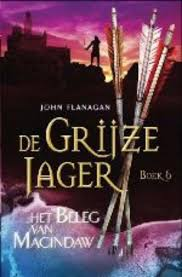 JOHN FLANAGAN
DE GRIJZE
JAGER
BOEK 6
HET BELEG
VAN
MACINDAW